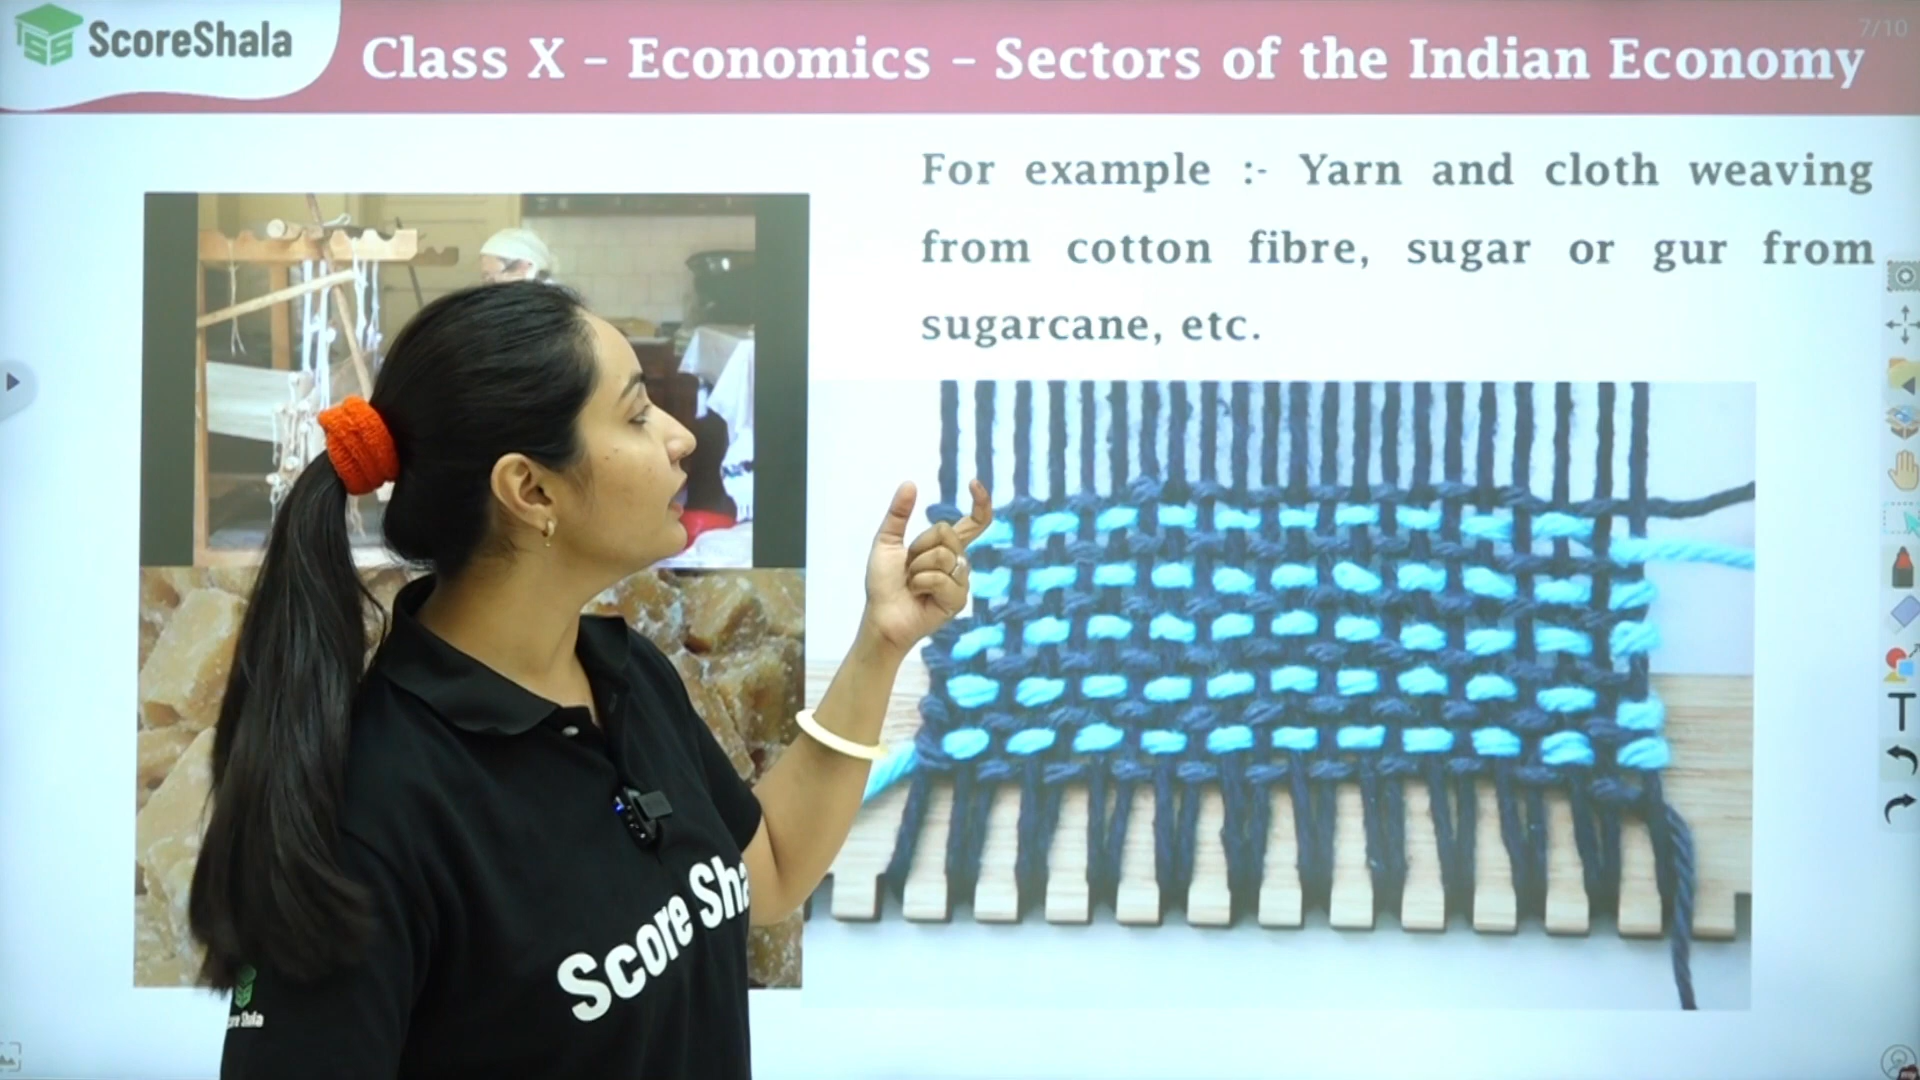 ScoreShala
Class X - Economics - Sectors of the Indian Economy
7/10
For example :- Yarn and cloth weaving
from cotton fibre, sugar or gur from
sugarcane, etc.
Score Sha
Shala